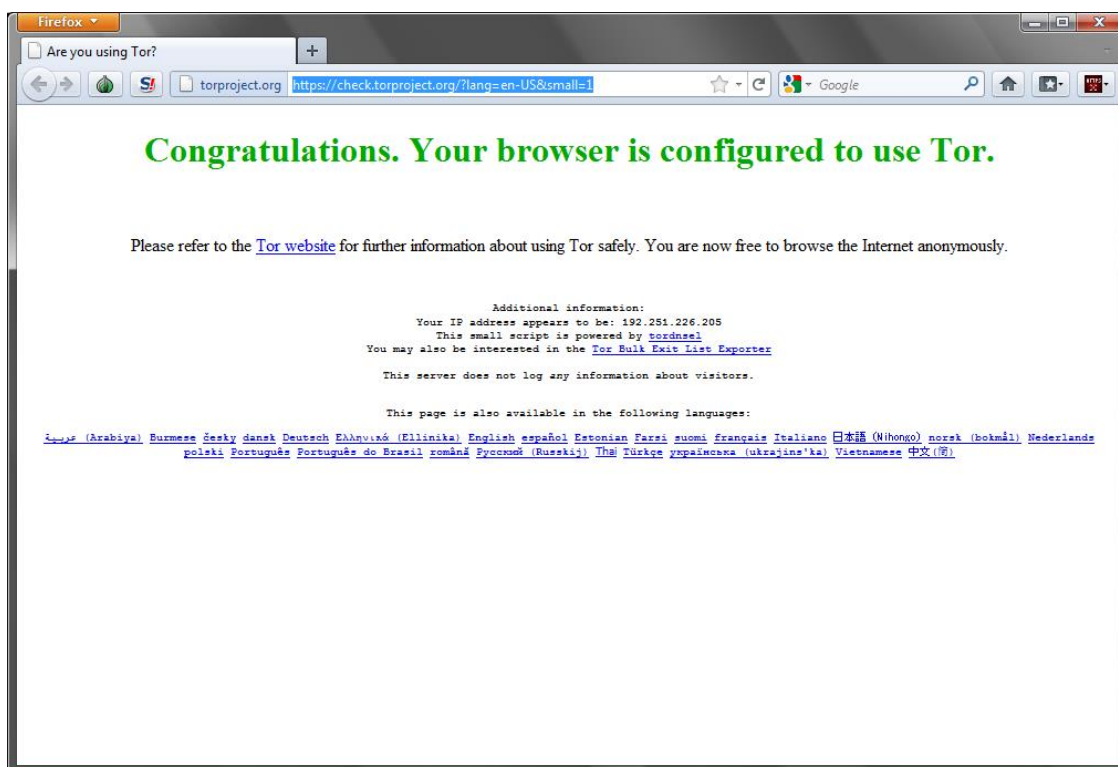 Firefox
Are you using Tor?
torproject.org https://check.torproject.org/?lang=en-US&small=1
Google
Congratulations. Your browser is configured to use Tor.
Please refer to the Tor website for further information about using Tor safely. You are now free to browse the Internet anonymously.
Additional information:
Your IP address appears to be: 192.251.226.205
This small script is powered by tordnsel
You may also be interested in the Tor Bulk Exit List Exporter
This server does not log any information about visitors.
This page is also available in the following languages:
عربية (Arabiya) Burmese česky dansk Deutsch Ελληνικά (Ellinika) English español Estonian Farsi suomi français Italiano 日本語 (Nihongo) norsk (bokmål) Nederlands
polski Português Português do Brasil română Русский (Russkij) Thai Türkçe українська (ukrajins'ka) Vietnamese 中文(简)